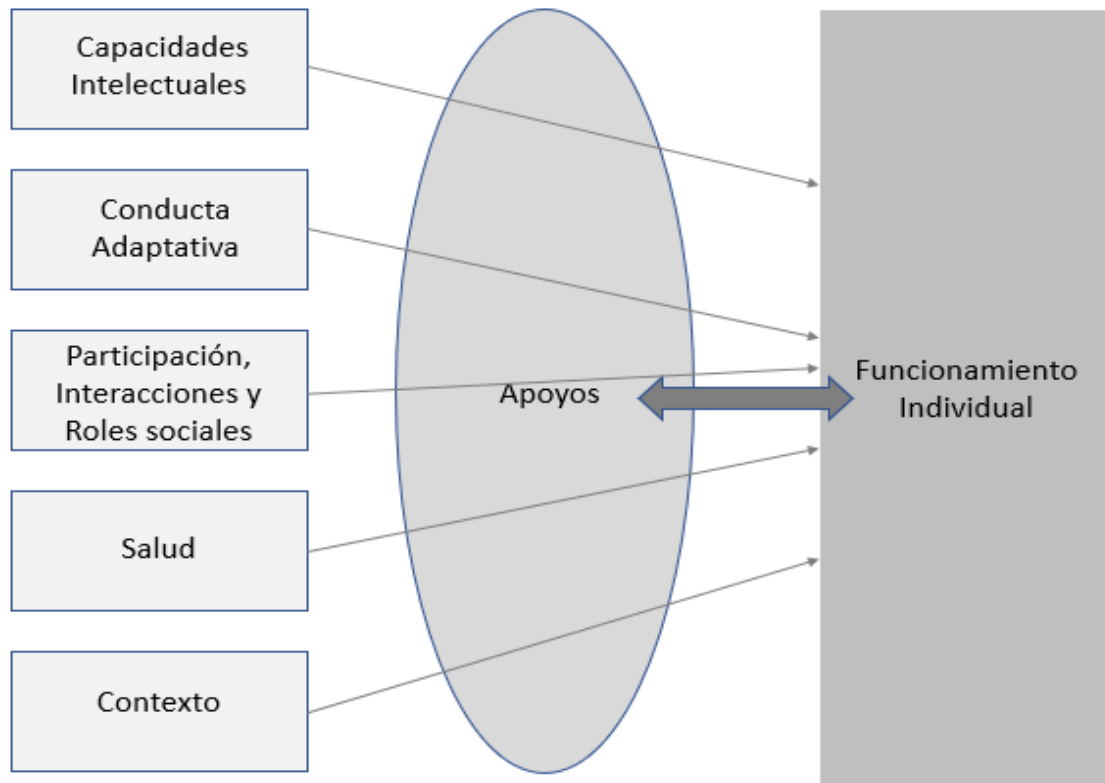 Capacidades
Intelectuales
Conducta
Adaptativa
Participación,
Interacciones y
Roles sociales
Salud
Contexto
Apoyos
Funcionamiento
Individual